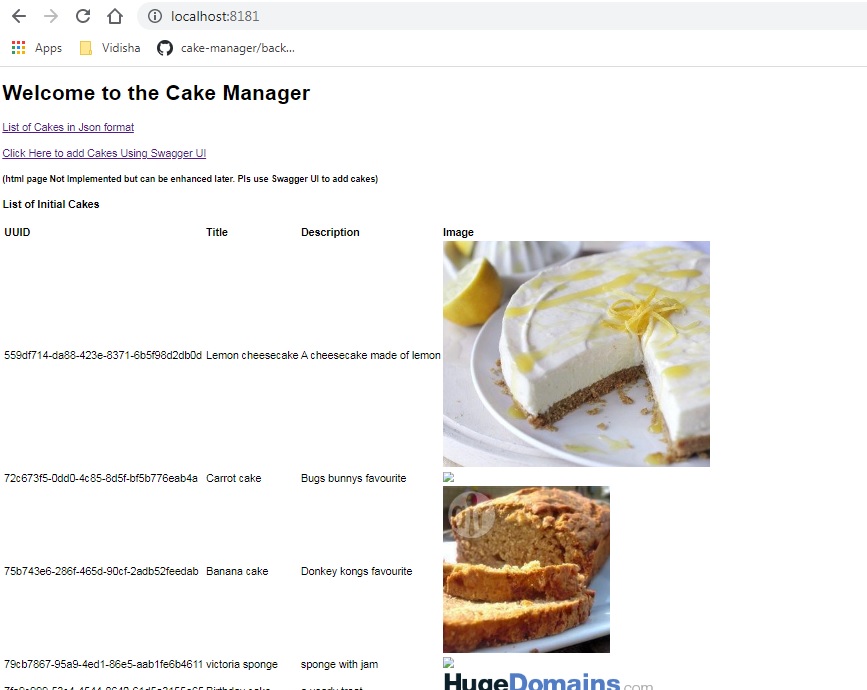 localhost:8181
Apps Vidisha cake-manager/back...
Welcome to the Cake Manager
List of Cakes in Json format
Click Here to add Cakes Using Swagger UI
(html page Not Implemented but can be enhanced later. Pls use Swagger UI to add cakes)
List of Initial Cakes
UUID Title Description Image
559df714-da88-423e-8371-6b5f98d2db0d Lemon cheesecake A cheesecake made of lemon
72c673f5-0dd0-4c85-8d5f-bf5b776eab4a Carrot cake Bugs bunnys favourite
75b743e6-286f-465d-90cf-2adb52feedab Banana cake Donkey kongs favourite
79cb7867-95a9-4ed1-86e5-aab1fe6b4611 victoria sponge sponge with jam
HugeDomains.com
Birthday cake a yearly treat